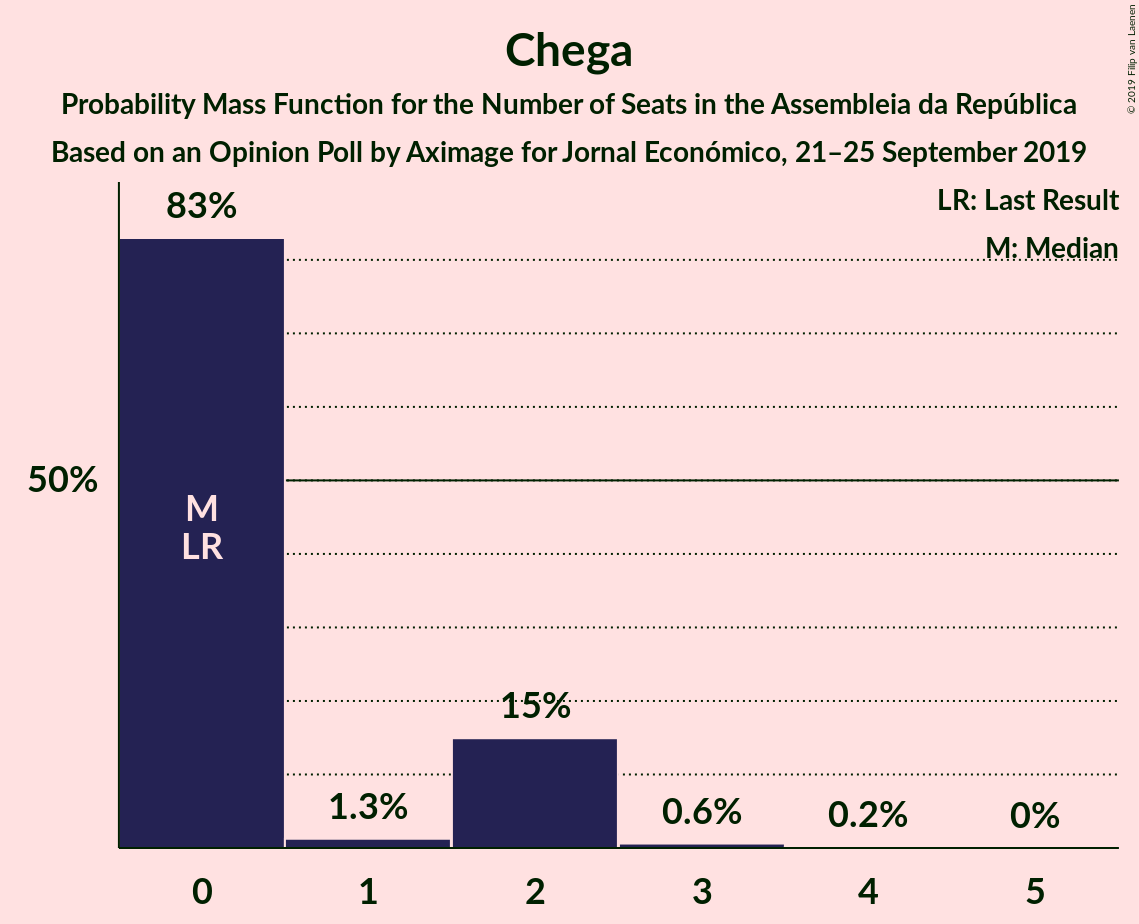 Chega
Probability Mass Function for the Number of Seats in the Assembleia da República
Based on an Opinion Poll by Aximage for Jornal Económico, 21–25 September 2019
© 2019 Filip van Laenen
LR: Last Result
M: Median
83%
50%
M
LR
15%
1.3%
0.6%
0.2%
0%
0 1 2 3 4 5